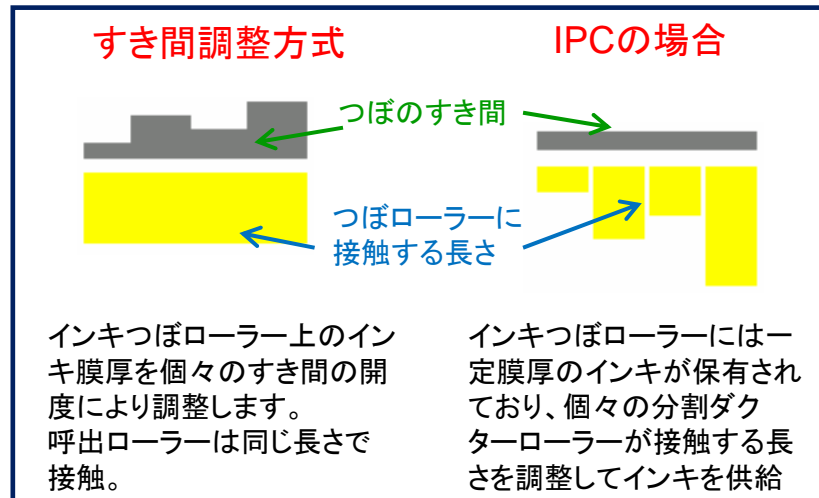 すき間調整方式
IPCの場合
つぼのすき間
つぼローラーに
接触する長さ
インキつぼローラー上のイン
キ膜厚を個々のすき間の開
度により調整します。
呼出ローラーは同じ長さで
接触。
インキつぼローラーには一
定膜厚のインキが保有され
ており、個々の分割ダク
ターローラーが接触する長
さを調整してインキを供給